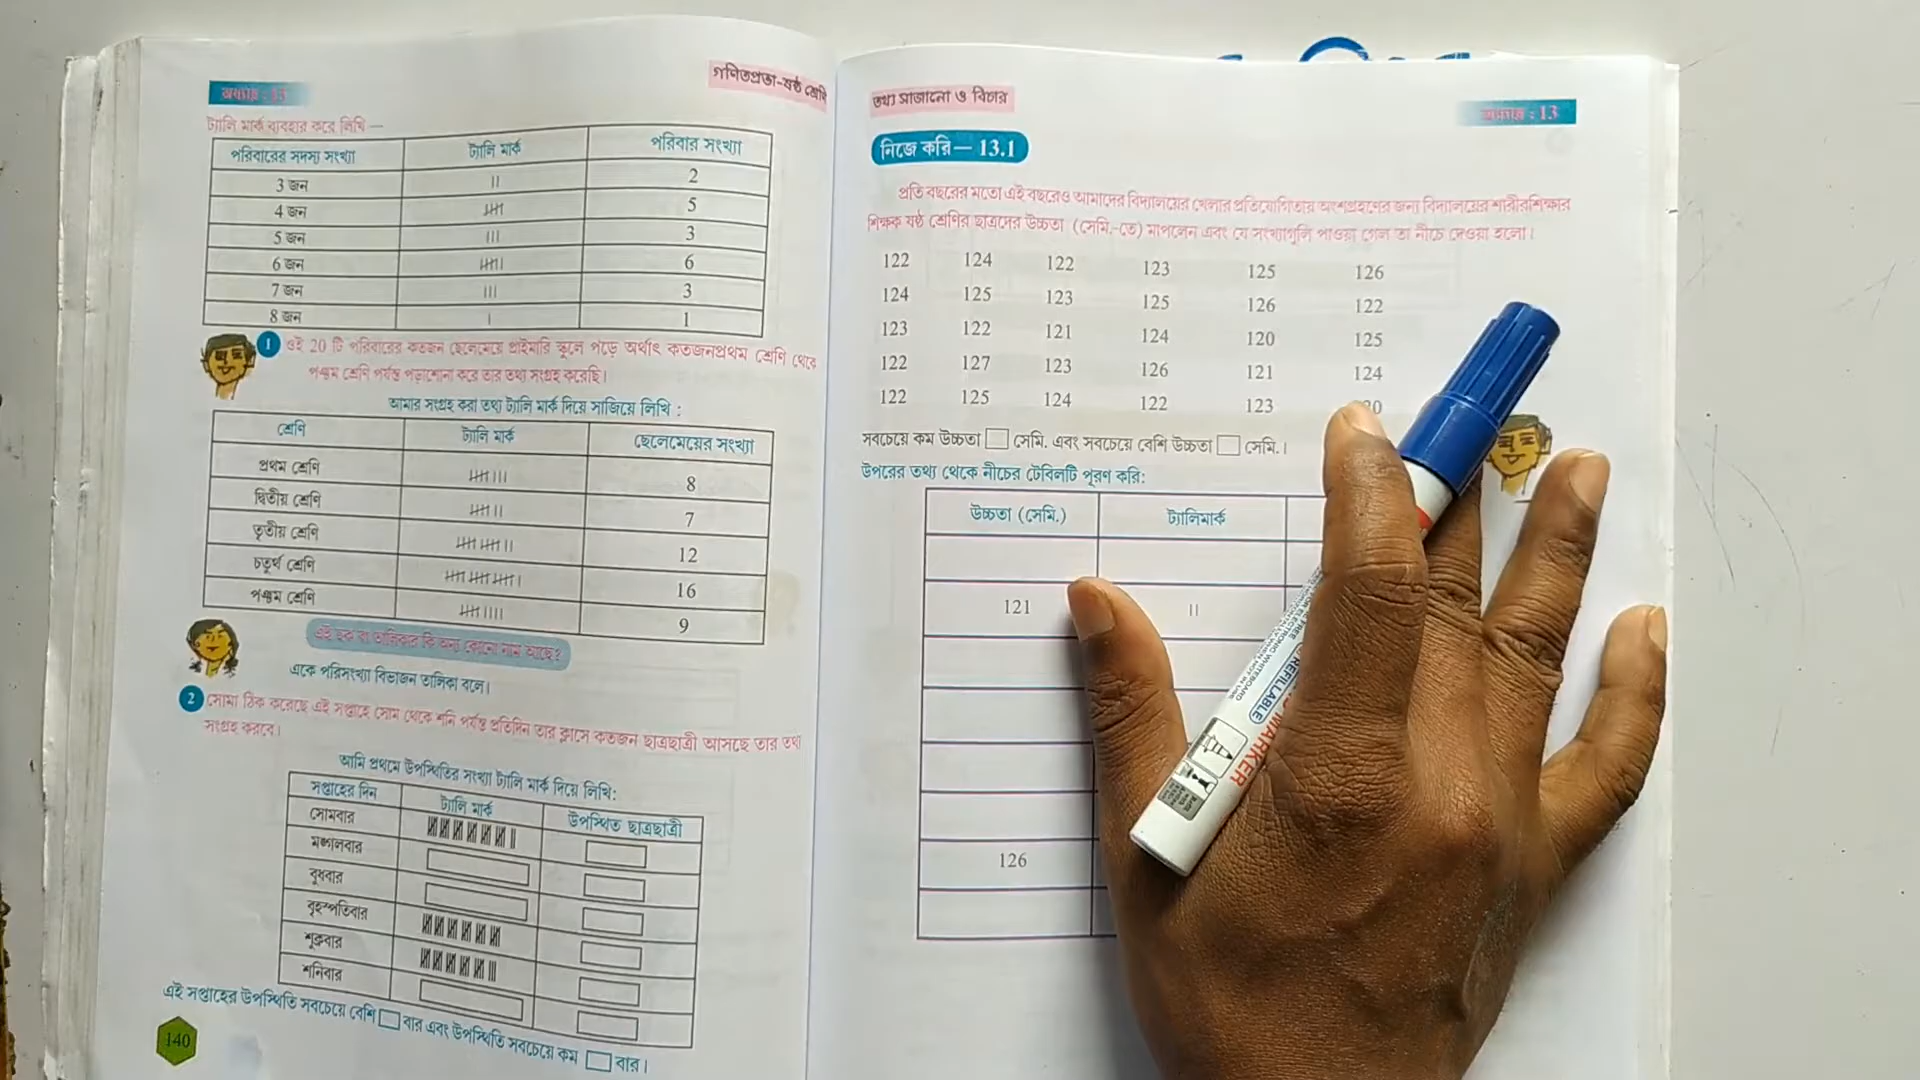 গণিতপ্রভা-ষষ্ঠ শ্রেণি
অধ্যায় : 13
ট্যালি মার্ক ব্যবহার করে লিখি —
পরিবারের সদস্য সংখ্যা ট্যালি মার্ক পরিবার সংখ্যা
3 জন 2
4 জন 5
5 জন 3
6 জন 6
7 জন 3
8 জন 1
1 ওই 20 টি পরিবারের কতজন ছেলেমেয়ে প্রাইমারি স্কুলে পড়ে অর্থাৎ কতজনপ্রথম শ্রেণি থেকে
পঞ্চম শ্রেণি পর্যন্ত পড়াশোনা করে তার তথ্য সংগ্রহ করেছি।
আমার সংগ্রহ করা তথ্য ট্যালি মার্ক দিয়ে সাজিয়ে লিখি :
শ্রেণি ট্যালি মার্ক ছেলেমেয়ের সংখ্যা
প্রথম শ্রেণি 8
দ্বিতীয় শ্রেণি 7
তৃতীয় শ্রেণি 12
চতুর্থ শ্রেণি 16
পঞ্চম শ্রেণি 9
এই ছক বা তালিকার কি অন্য কোনো নাম আছে?
একে পরিসংখ্যা বিভাজন তালিকা বলে।
2 সোমা ঠিক করেছে এই সপ্তাহে সোম থেকে শনি পর্যন্ত প্রতিদিন তার ক্লাসে কতজন ছাত্রছাত্রী আসছে তার তথ্য
সংগ্রহ করবে।
আমি প্রথমে উপস্থিতির সংখ্যা ট্যালি মার্ক দিয়ে লিখি:
সপ্তাহের দিন ট্যালি মার্ক উপস্থিত ছাত্রছাত্রী
সোমবার
মঙ্গলবার
বুধবার
বৃহস্পতিবার
শুক্রবার
শনিবার
এই সপ্তাহের উপস্থিতি সবচেয়ে বেশি বার এবং উপস্থিতি সবচেয়ে কম বার।
140
তথ্য সাজানো ও বিচার
অধ্যায় : 13
নিজে করি — 13.1
প্রতি বছরের মতো এই বছরেও আমাদের বিদ্যালয়ের খেলার প্রতিযোগিতায় অংশগ্রহণের জন্য বিদ্যালয়ের শারীরশিক্ষার
শিক্ষক ষষ্ঠ শ্রেণির ছাত্রদের উচ্চতা (সেমি.-তে) মাপলেন এবং যে সংখ্যাগুলি পাওয়া গেল তা নীচে দেওয়া হলো।
122 124 122 123 125 126
124 125 123 125 126 122
123 122 121 124 120 125
122 127 123 126 121 124
122 125 124 122 123 20
সবচেয়ে কম উচ্চতা সেমি. এবং সবচেয়ে বেশি উচ্চতা সেমি.।
উপরের তথ্য থেকে নীচের টেবিলটি পূরণ করি:
উচ্চতা (সেমি.) ট্যালিমার্ক
121
126
REFILLABLE
MARKER